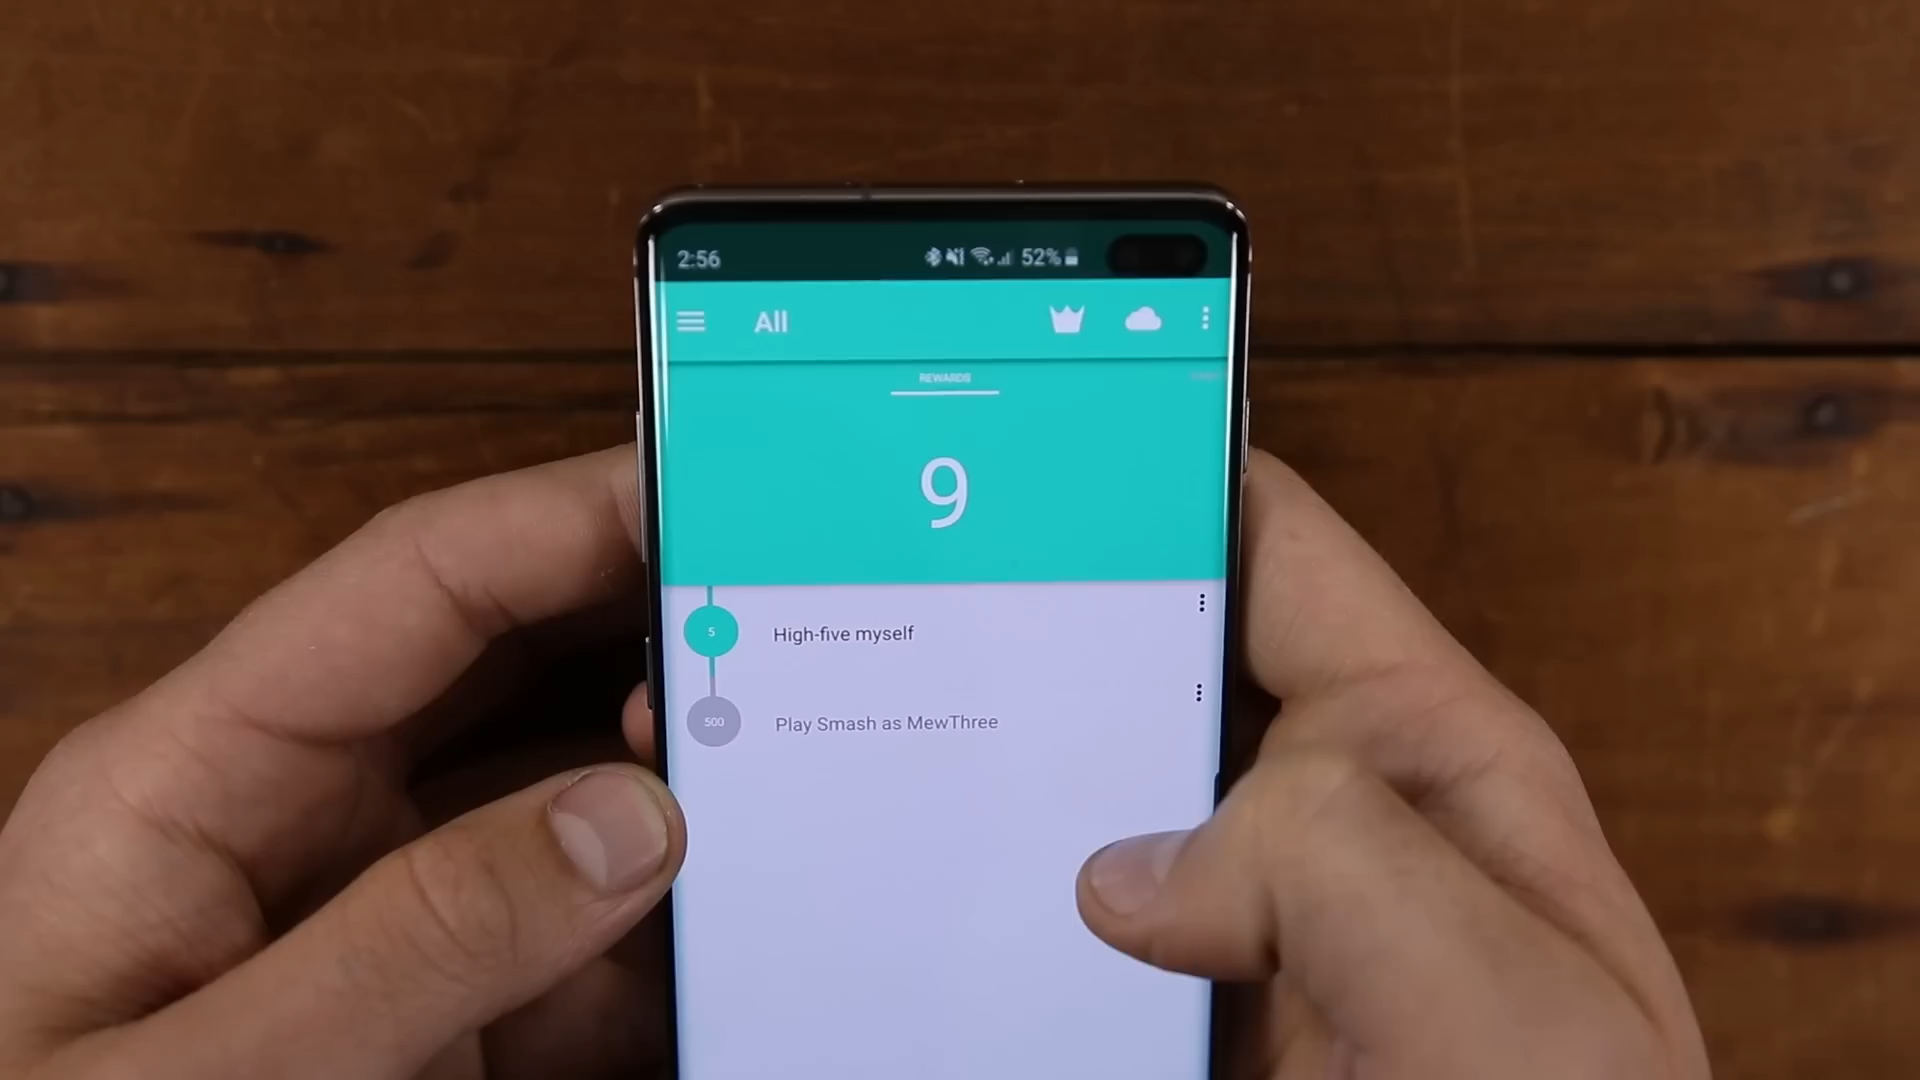 2:56 52%
All
REWARDS
9
5 High-five myself
500 Play Smash as MewThree